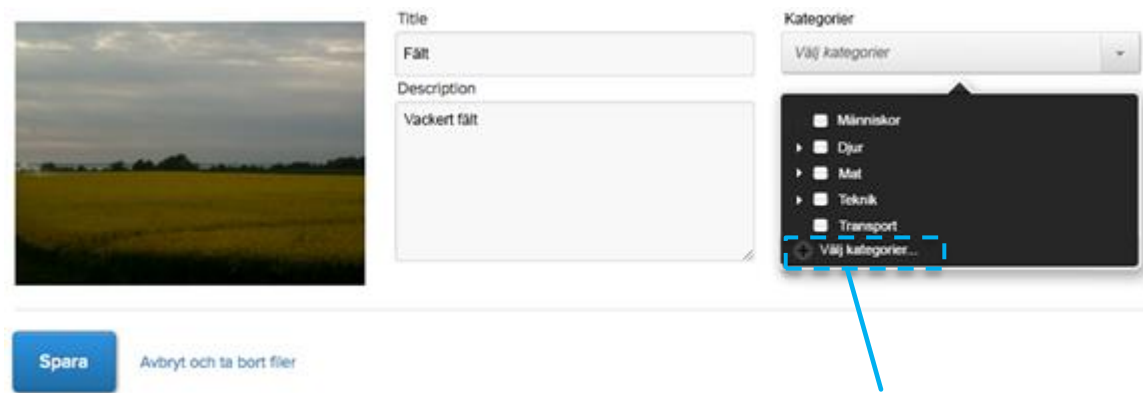 Title
Fält
Description
Vackert fält
Kategorier
Välj kategorier
Människor
Djur
Mat
Teknik
Transport
Välj kategorier...
Spara
Avbryt och ta bort filer